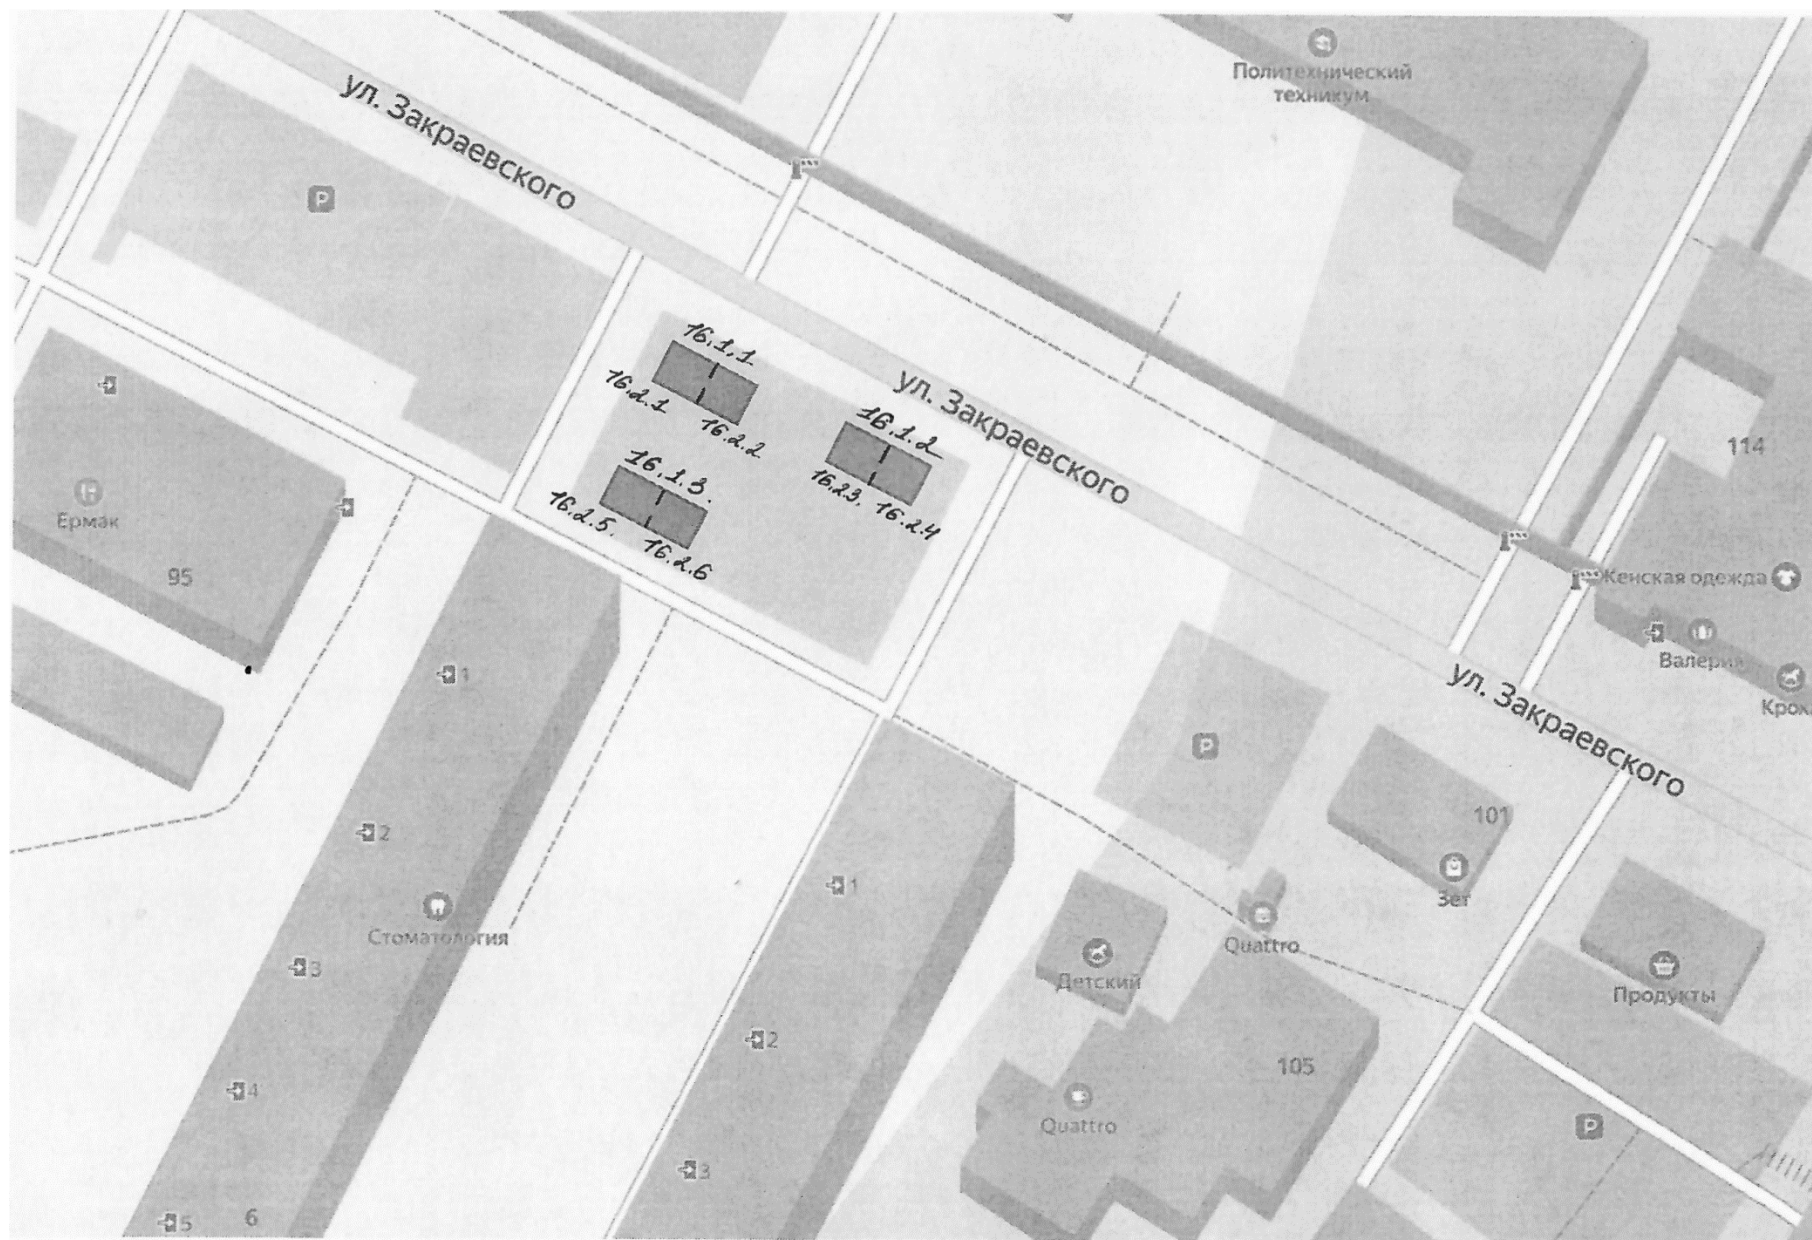 Политехнический
техникум
ул. Закраевского
P
16.1.1
16.2.1
16.2.2
ул. Закраевского
16.1.2
16.2.3,
16.2.4
16.1.3.
16.2.5.
16.2.6
114
Ермак
95
Женская одежда
Валерия
Крок
ул. Закраевского
1
P
101
Зет
2
1
Стоматология
Quattro
3
Детский
Продукты
2
105
4
Quattro
P
3
5
6